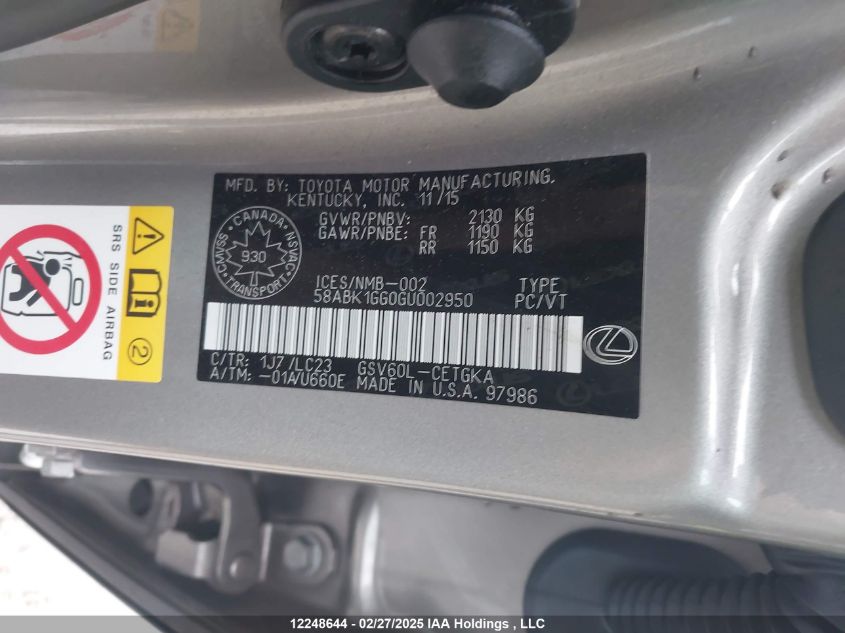 MFD. BY: TOYOTA MOTOR MANUFACTURING.
KENTUCKY, INC. 11/15
GVWR/PNBV: 2130 KG
GAWR/PNBE: FR 1190 KG
RR 1150 KG
CANADA
CMVSS 930 NSVAC
TRANSPORT
ICES/NMB-002 TYPE
58ABK1GG0GU002950 PC/VT
C/TR: 1J7/LC23 GSV60L-CETGKA
A/TM: -01A/U660E MADE IN U.S.A. 97986
SRS SIDE AIRBAG
2
12248644 - 02/27/2025 IAA Holdings , LLC